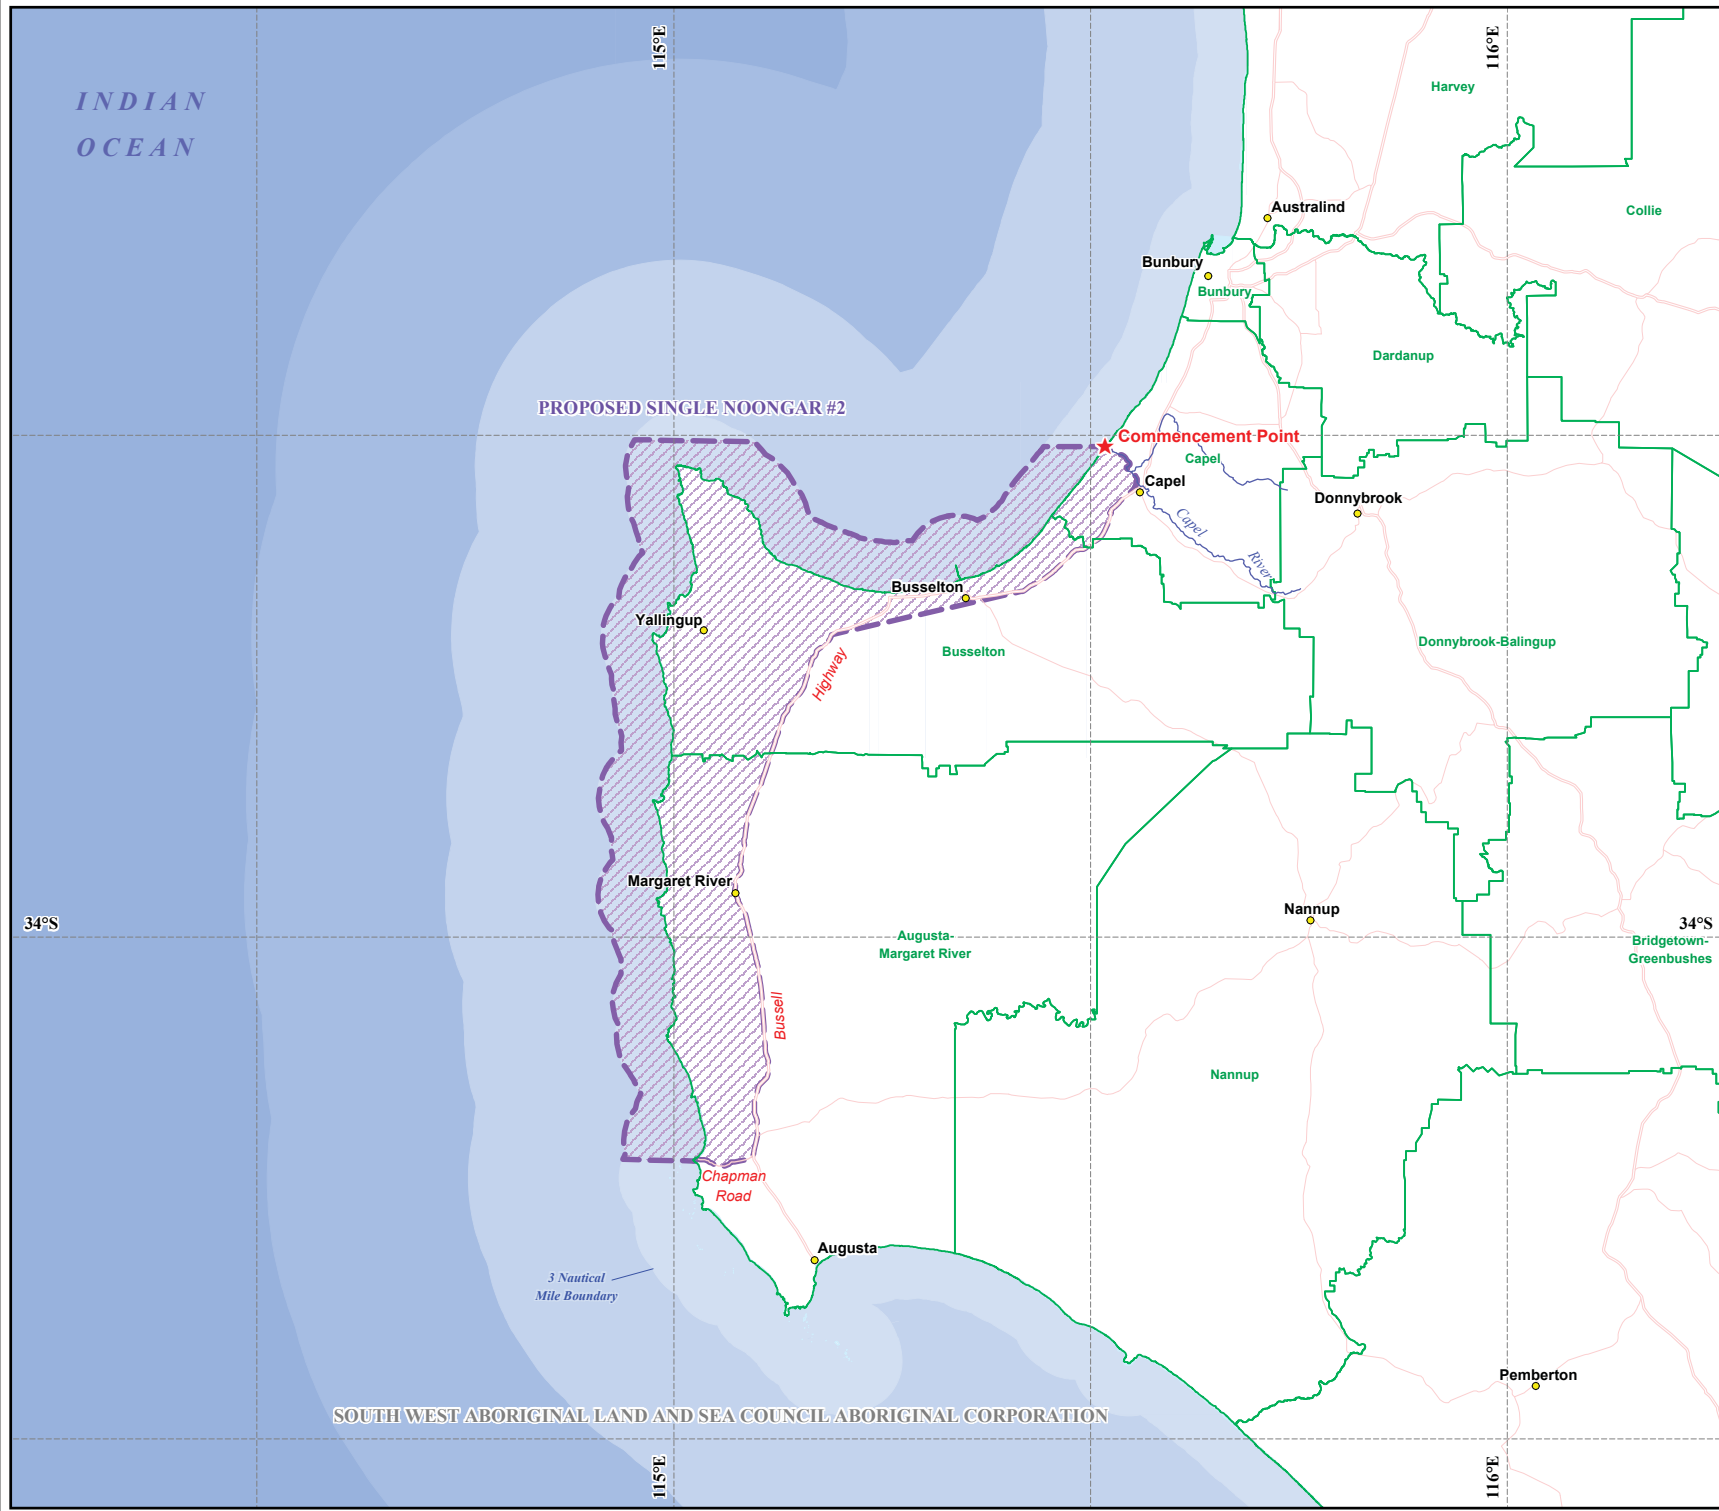 115°E
116°E
INDIAN
OCEAN
Harvey
Collie
Australind
Bunbury
Bunbury
Dardanup
PROPOSED SINGLE NOONGAR #2
Commencement Point
Capel
Capel
Donnybrook
Capel
River
Busselton
Yallingup
Busselton
Donnybrook-Balingup
Highway
Margaret River
Nannup
34°S
34°S
Augusta-
Margaret River
Bridgetown-
Greenbushes
Bussell
Nannup
Chapman
Road
Augusta
3 Nautical
Mile Boundary
Pemberton
SOUTH WEST ABORIGINAL LAND AND SEA COUNCIL ABORIGINAL CORPORATION
115°E
116°E